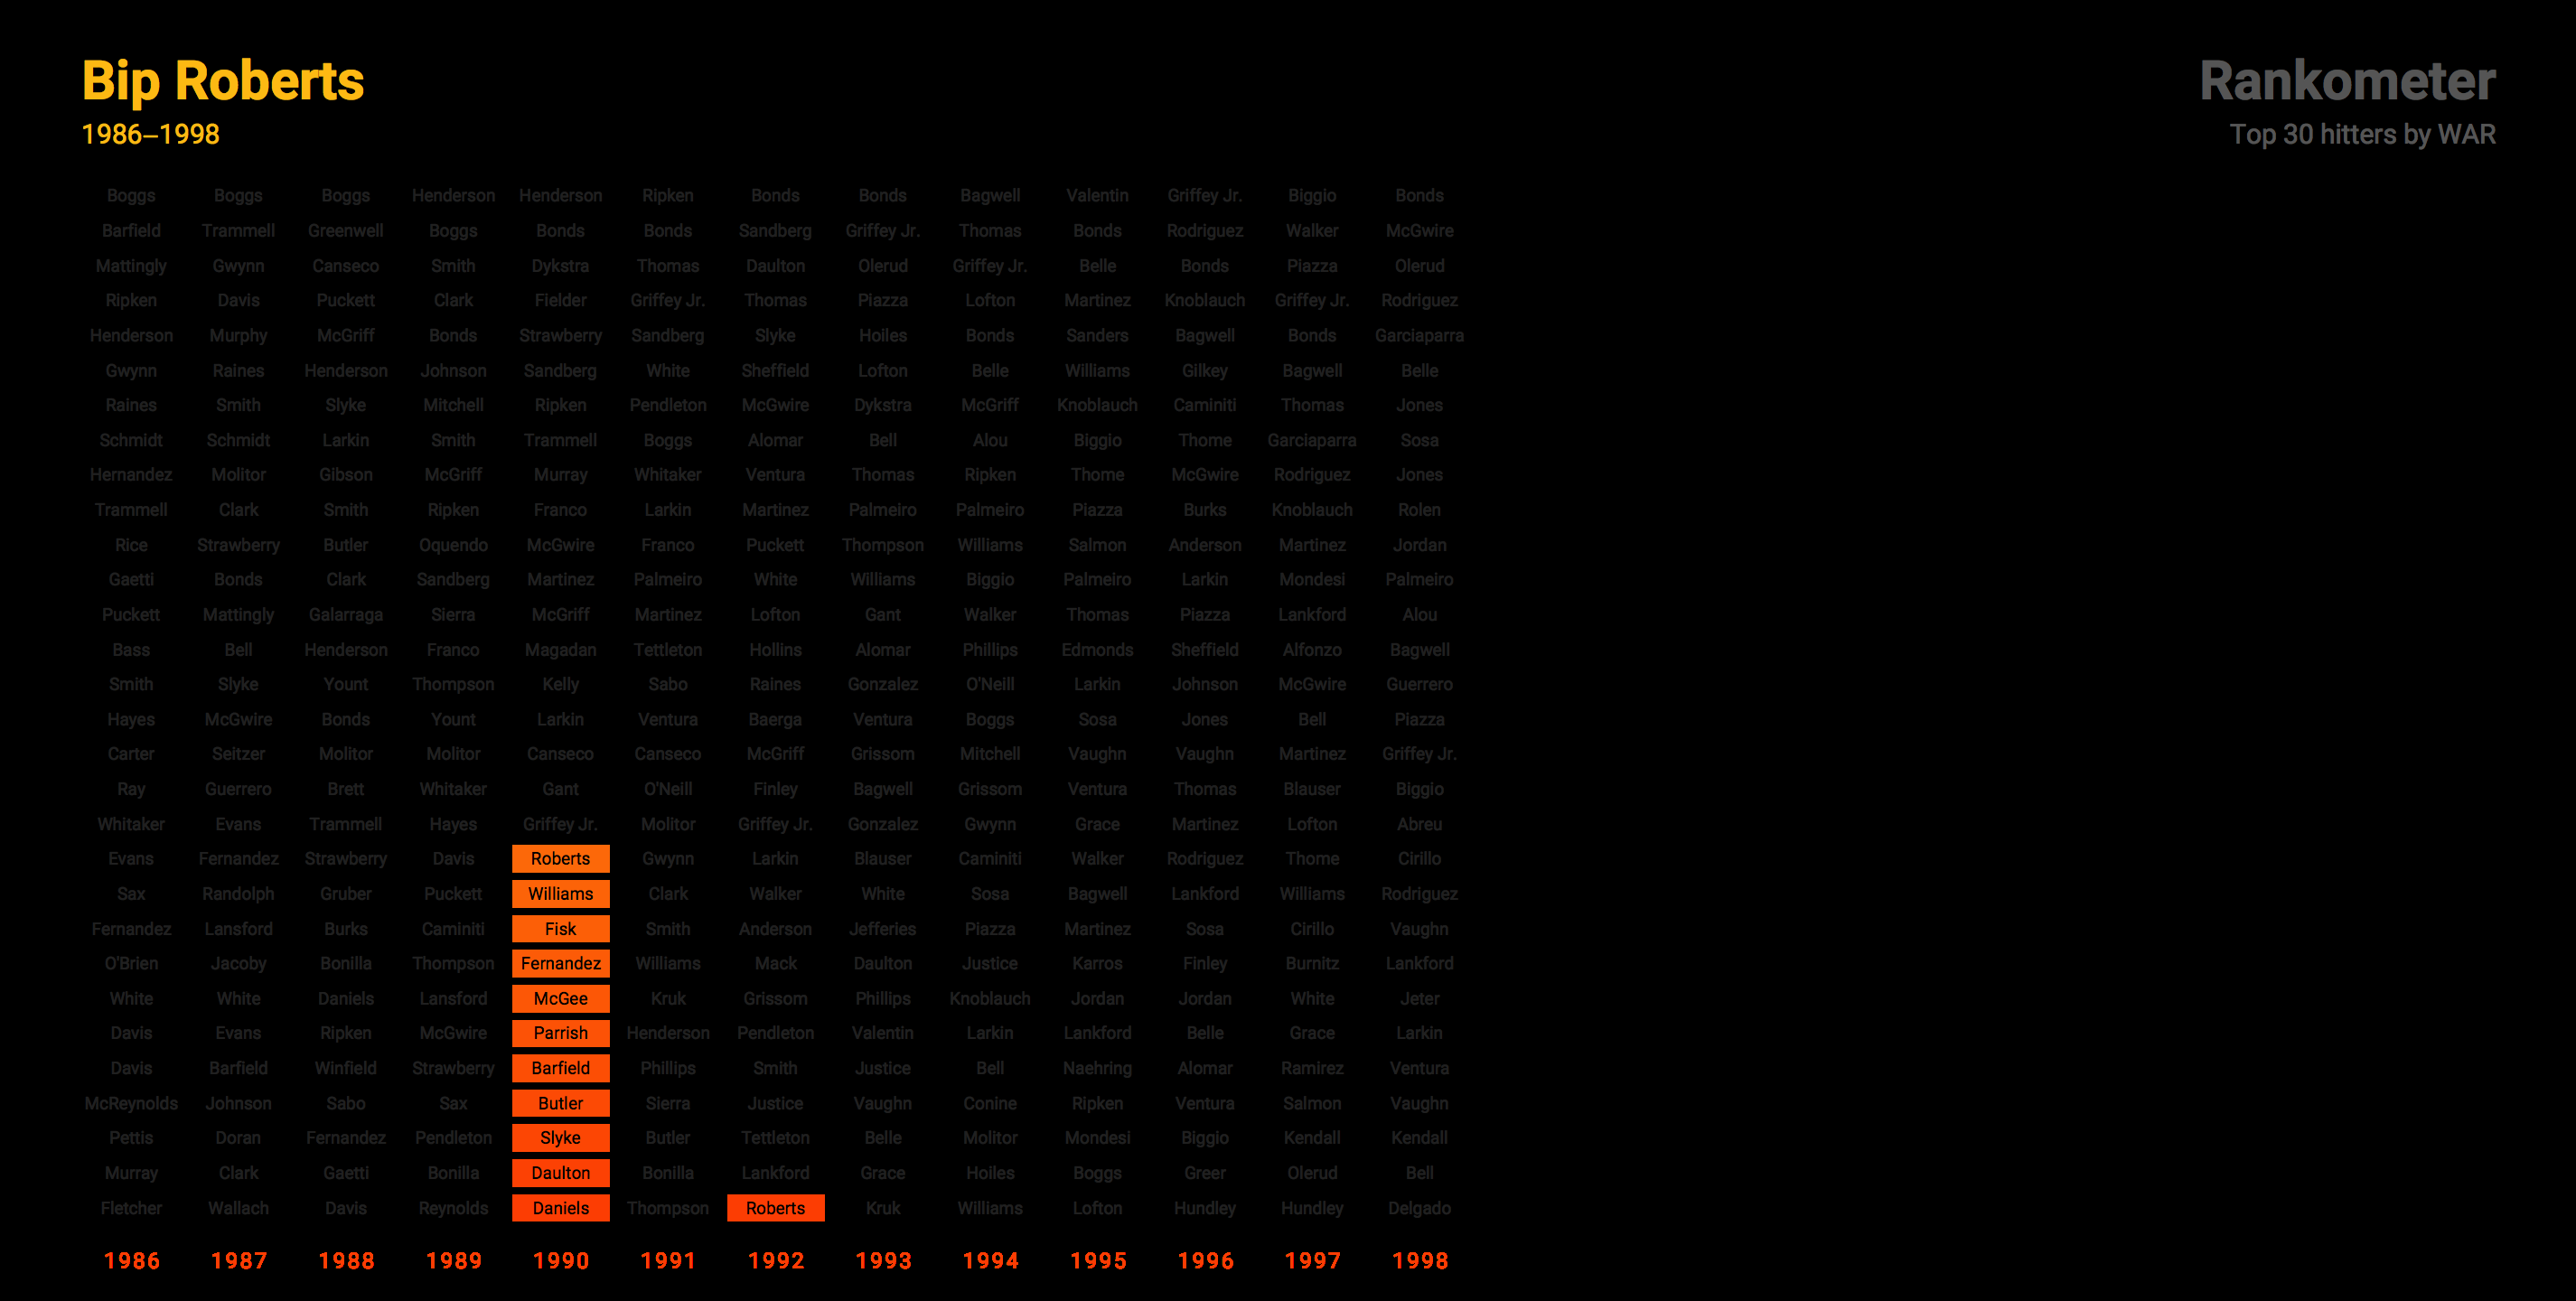 Bip Roberts
1986–1998
Rankometer
Top 30 hitters by WAR
Boggs Boggs Boggs Henderson Henderson Ripken Bonds Bonds Bagwell Valentin Griffey Jr. Biggio Bonds
Barfield Trammell Greenwell Boggs Bonds Bonds Sandberg Griffey Jr. Thomas Bonds Rodriguez Walker McGwire
Mattingly Gwynn Canseco Smith Dykstra Thomas Daulton Olerud Griffey Jr. Belle Bonds Piazza Olerud
Ripken Davis Puckett Clark Fielder Griffey Jr. Thomas Piazza Lofton Martinez Knoblauch Griffey Jr. Rodriguez
Henderson Murphy McGriff Bonds Strawberry Sandberg Slyke Hoiles Bonds Sanders Bagwell Bonds Garciaparra
Gwynn Raines Henderson Johnson Sandberg White Sheffield Lofton Belle Williams Gilkey Bagwell Belle
Raines Smith Slyke Mitchell Ripken Pendleton McGwire Dykstra McGriff Knoblauch Caminiti Thomas Jones
Schmidt Schmidt Larkin Smith Trammell Boggs Alomar Bell Alou Biggio Thome Garciaparra Sosa
Hernandez Molitor Gibson McGriff Murray Whitaker Ventura Thomas Ripken Thome McGwire Rodriguez Jones
Trammell Clark Smith Ripken Franco Larkin Martinez Palmeiro Palmeiro Piazza Burks Knoblauch Rolen
Rice Strawberry Butler Oquendo McGwire Franco Puckett Thompson Williams Salmon Anderson Martinez Jordan
Gaetti Bonds Clark Sandberg Martinez Palmeiro White Williams Biggio Palmeiro Larkin Mondesi Palmeiro
Puckett Mattingly Galarraga Sierra McGriff Martinez Lofton Gant Walker Thomas Piazza Lankford Alou
Bass Bell Henderson Franco Magadan Tettleton Hollins Alomar Phillips Edmonds Sheffield Alfonzo Bagwell
Smith Slyke Yount Thompson Kelly Sabo Raines Gonzalez O'Neill Larkin Johnson McGwire Guerrero
Hayes McGwire Bonds Yount Larkin Ventura Baerga Ventura Boggs Sosa Jones Bell Piazza
Carter Seitzer Molitor Molitor Canseco Canseco McGriff Grissom Mitchell Vaughn Vaughn Martinez Griffey Jr.
Ray Guerrero Brett Whitaker Gant O'Neill Finley Bagwell Grissom Ventura Thomas Blauser Biggio
Whitaker Evans Trammell Hayes Griffey Jr. Molitor Griffey Jr. Gonzalez Gwynn Grace Martinez Lofton Abreu
Evans Fernandez Strawberry Davis Roberts Gwynn Larkin Blauser Caminiti Walker Rodriguez Thome Cirillo
Sax Randolph Gruber Puckett Williams Clark Walker White Sosa Bagwell Lankford Williams Rodriguez
Fernandez Lansford Burks Caminiti Fisk Smith Anderson Jefferies Piazza Martinez Sosa Cirillo Vaughn
O'Brien Jacoby Bonilla Thompson Fernandez Williams Mack Daulton Justice Karros Finley Burnitz Lankford
White White Daniels Lansford McGee Kruk Grissom Phillips Knoblauch Jordan Jordan White Jeter
Davis Evans Ripken McGwire Parrish Henderson Pendleton Valentin Larkin Lankford Belle Grace Larkin
Davis Barfield Winfield Strawberry Barfield Phillips Smith Justice Bell Naehring Alomar Ramirez Ventura
McReynolds Johnson Sabo Sax Butler Sierra Justice Vaughn Conine Ripken Ventura Salmon Vaughn
Pettis Doran Fernandez Pendleton Slyke Butler Tettleton Belle Molitor Mondesi Biggio Kendall Kendall
Murray Clark Gaetti Bonilla Daulton Bonilla Lankford Grace Hoiles Boggs Greer Olerud Bell
Fletcher Wallach Davis Reynolds Daniels Thompson Roberts Kruk Williams Lofton Hundley Hundley Delgado
1986 1987 1988 1989 1990 1991 1992 1993 1994 1995 1996 1997 1998